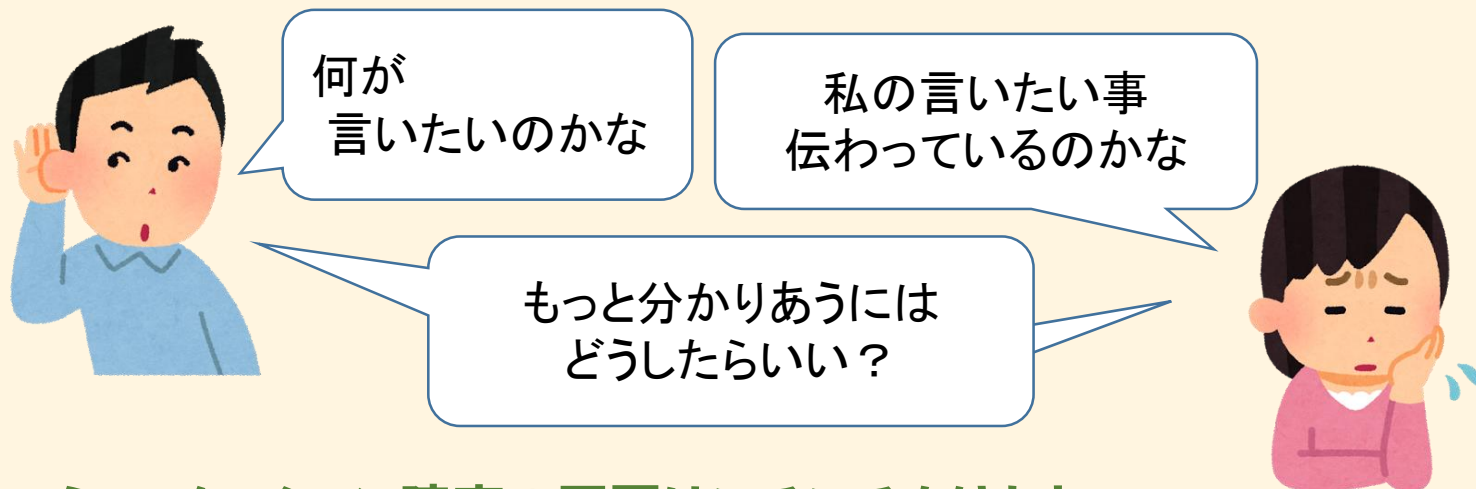 何が
言いたいのかな
私の言いたい事
伝わっているのかな
もっと分かりあうには
どうしたらいい？